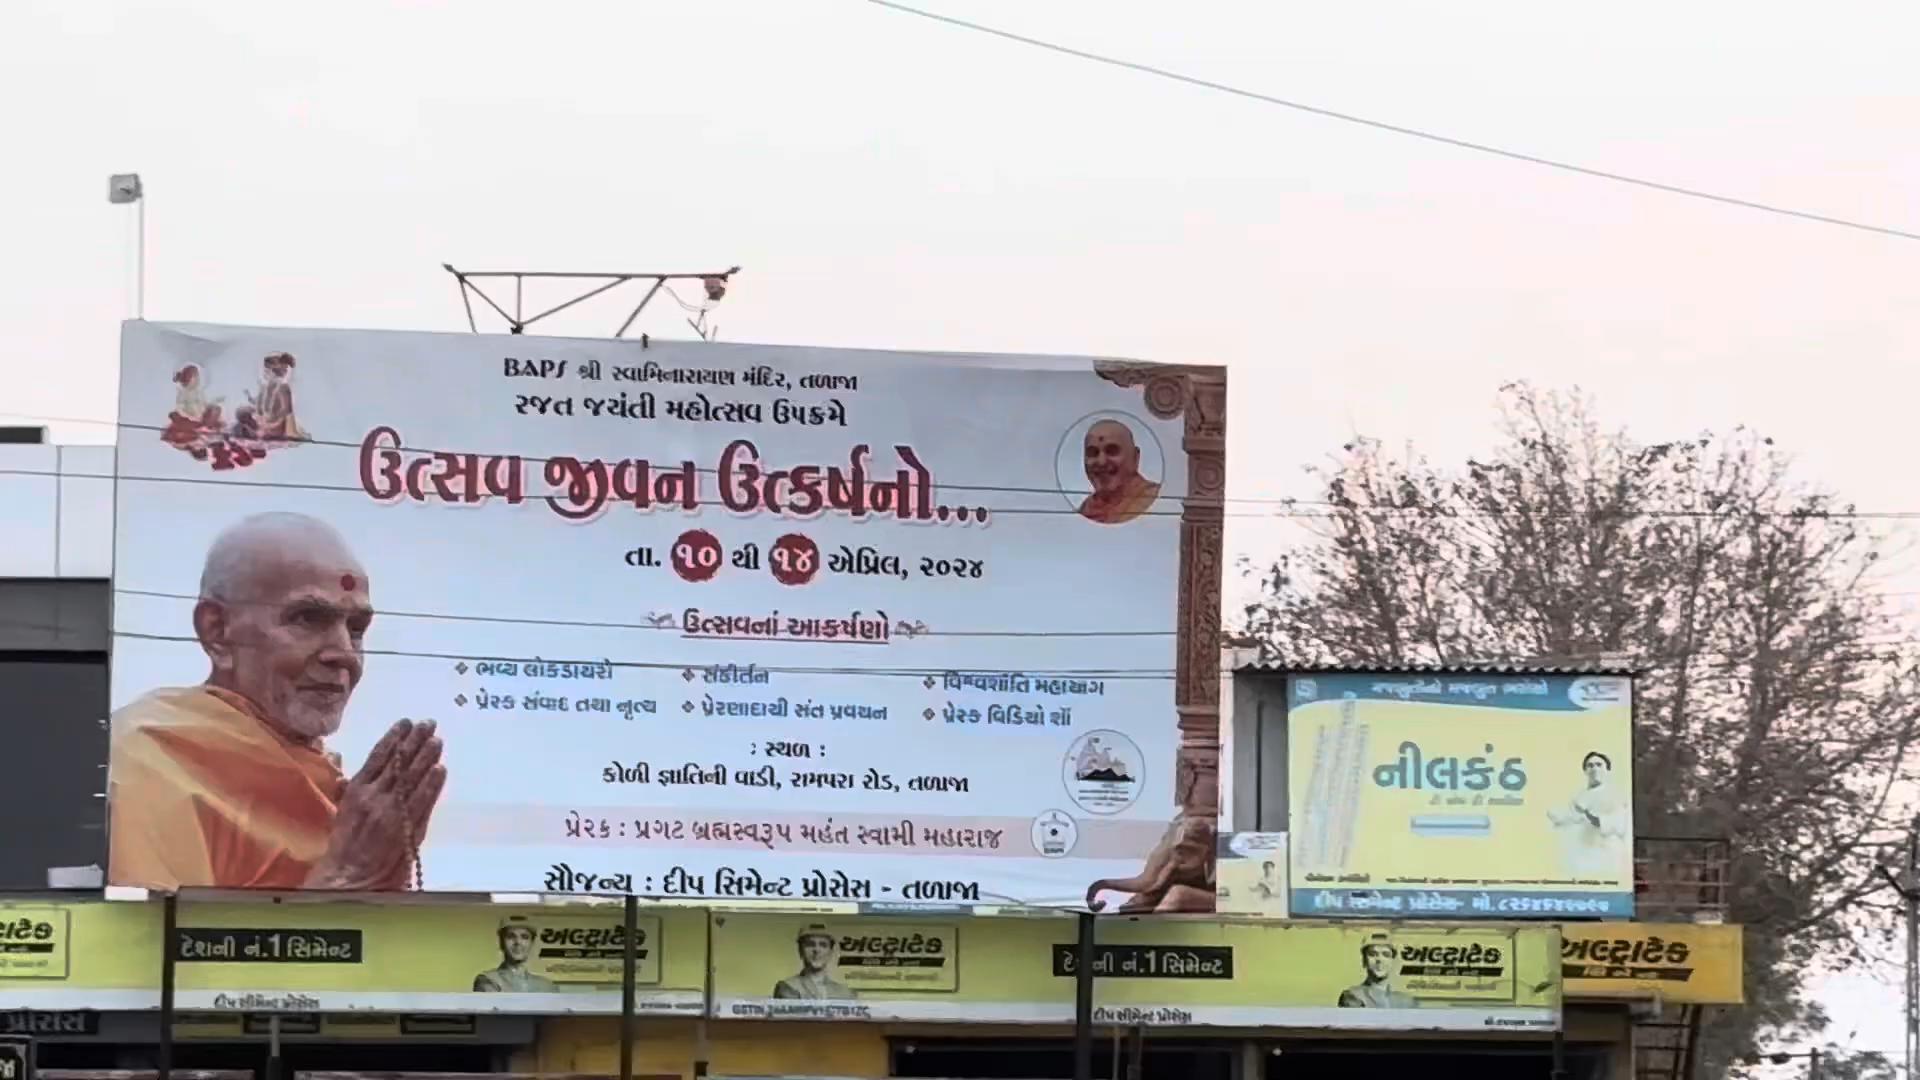 BAPS શ્રી સ્વામિનારાયણ મંદિર, તળાજા
રજત જયંતી મહોત્સવ ઉપક્રમે
ઉત્સવ જીવન ઉત્કર્ષનો...
તા. ૧૦ થી ૧૪ એપ્રિલ, ૨૦૨૪
ઉત્સવનાં આકર્ષણો
❖ ભવ્ય લોકડાયરો ❖ સંકીર્તન ❖ વિશ્વશાંતિ મહાયાગ
❖ પ્રેરક સંવાદ તથા નૃત્ય ❖ પ્રેરણાદાયી સંત પ્રવચન ❖ પ્રેરક વિડિયો શૉ
: સ્થળ :
કોળી જ્ઞાતિની વાડી, રામપરા રોડ, તળાજા
પ્રેરક : પ્રગટ બ્રહ્મસ્વરૂપ મહંત સ્વામી મહારાજ
સૌજન્ય : દીપ સિમેન્ટ પ્રોસેસ - તળાજા
નીલકંઠ
દીપ સિમેન્ટ પ્રોસેસ- મો.
દેશની નં.1 સિમેન્ટ
અલ્ટ્રાટેક
દીપ સીમેન્ટ પ્રોસેસ
અલ્ટ્રાટેક
દેશની નં.1 સિમેન્ટ
અલ્ટ્રાટેક
દીપ સીમેન્ટ પ્રોસેસ
અલ્ટ્રાટેક
સિમેન્ટ